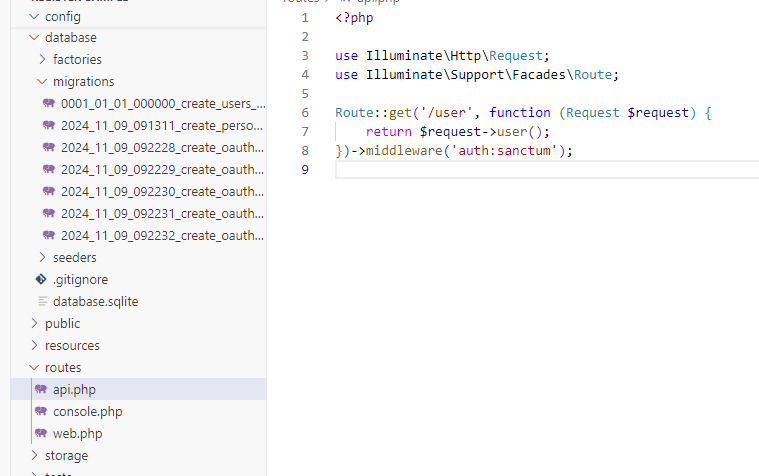 config
database
factories
migrations
0001_01_01_000000_create_users_...
2024_11_09_091311_create_perso...
2024_11_09_092228_create_oauth...
2024_11_09_092229_create_oauth...
2024_11_09_092230_create_oauth...
2024_11_09_092231_create_oauth...
2024_11_09_092232_create_oauth...
seeders
.gitignore
database.sqlite
public
resources
routes
api.php
console.php
web.php
storage
1 <?php
2
3 use Illuminate\Http\Request;
4 use Illuminate\Support\Facades\Route;
5
6 Route::get('/user', function (Request $request) {
7 return $request->user();
8 })->middleware('auth:sanctum');
9